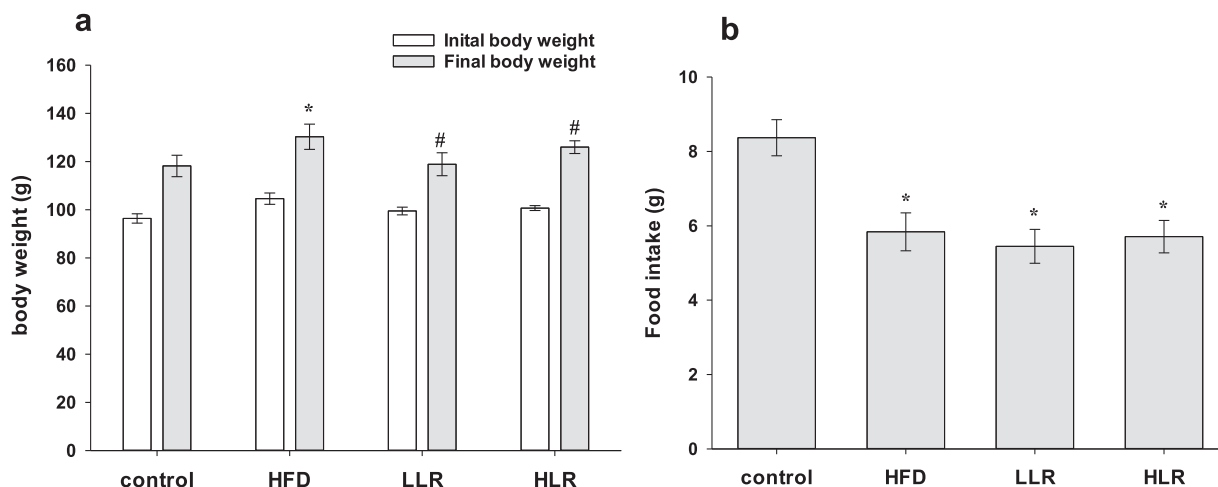 a
Inital body weight
Final body weight
body weight (g)
160
140
120
100
80
60
40
20
0
*
#
#
control HFD LLR HLR
b
Food intake (g)
10
8
6
4
2
0
*
*
*
control HFD LLR HLR